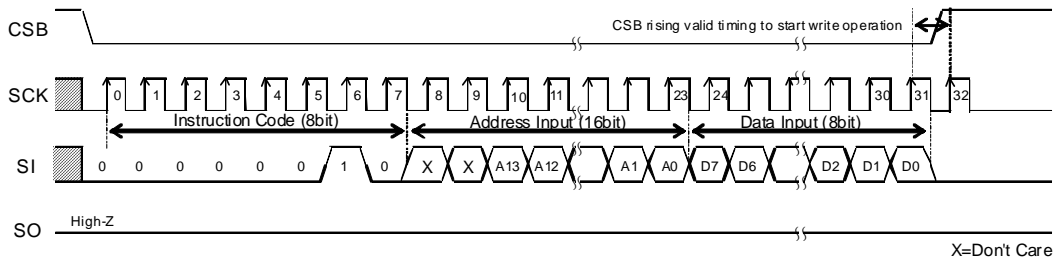 CSB
CSB rising valid timing to start write operation
SCK
0 1 2 3 4 5 6 7 8 9 10 11 23 24 30 31 32
Instruction Code (8bit) Address Input (16bit) Data Input (8bit)
SI
0 0 0 0 0 0 1 0 X X A13 A12 A1 A0 D7 D6 D2 D1 D0
High-Z
SO
X=Don't Care